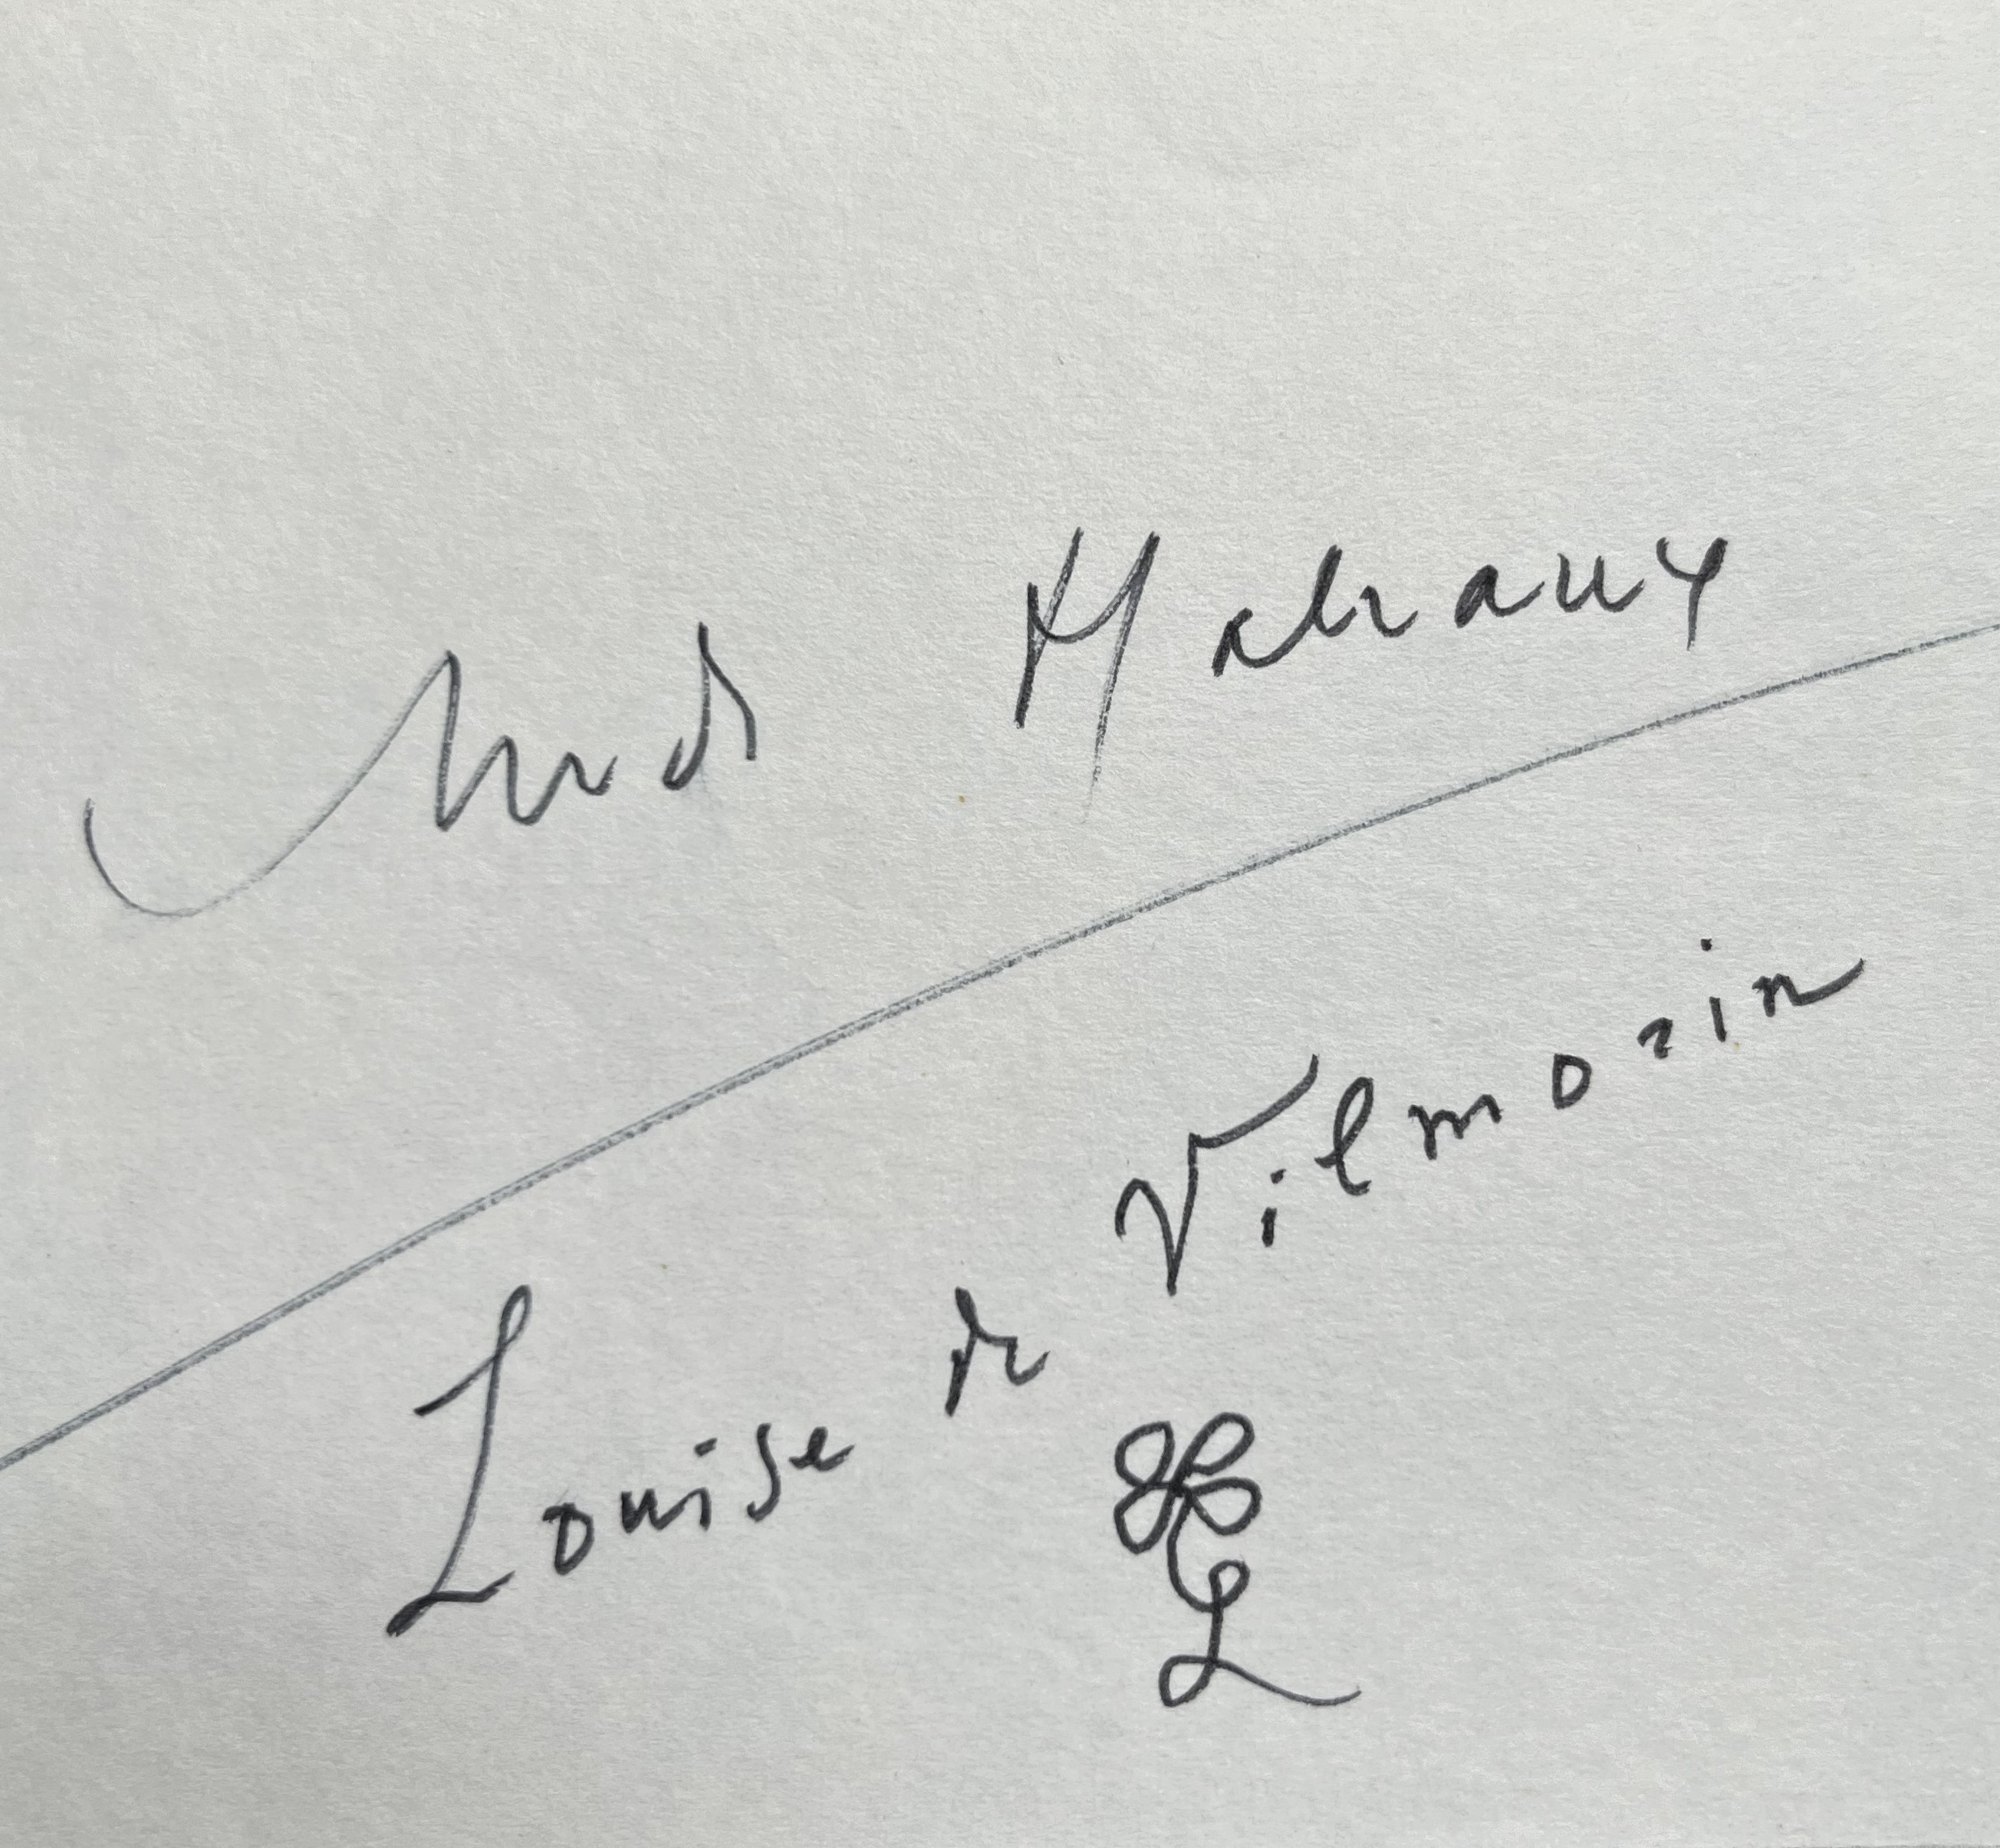 André Malraux
Louise de Vilmorin
L